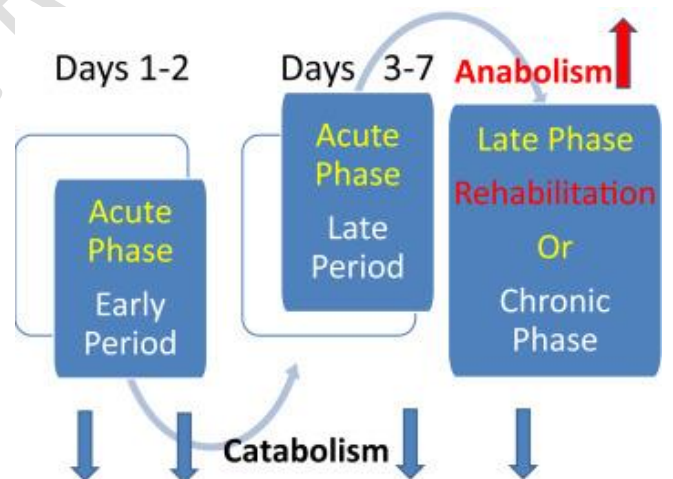 Days 1-2
Acute
Phase
Early
Period
Days 3-7
Acute
Phase
Late
Period
Anabolism
Late Phase
Rehabilitation
Or
Chronic
Phase
Catabolism